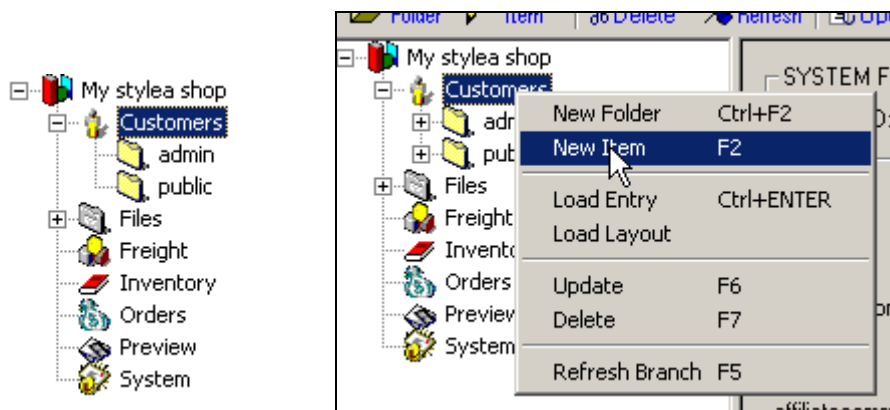 My stylea shop
Customers
admin
public
Files
Freight
Inventory
Orders
Preview
System
Folder Item Delete Refresh
My stylea shop
SYSTEM F
Customers
New Folder Ctrl+F2
New Item F2
Files
Load Entry Ctrl+ENTER
Freight
Load Layout
Orders
Update F6
Preview
Delete F7
System
Refresh Branch F5